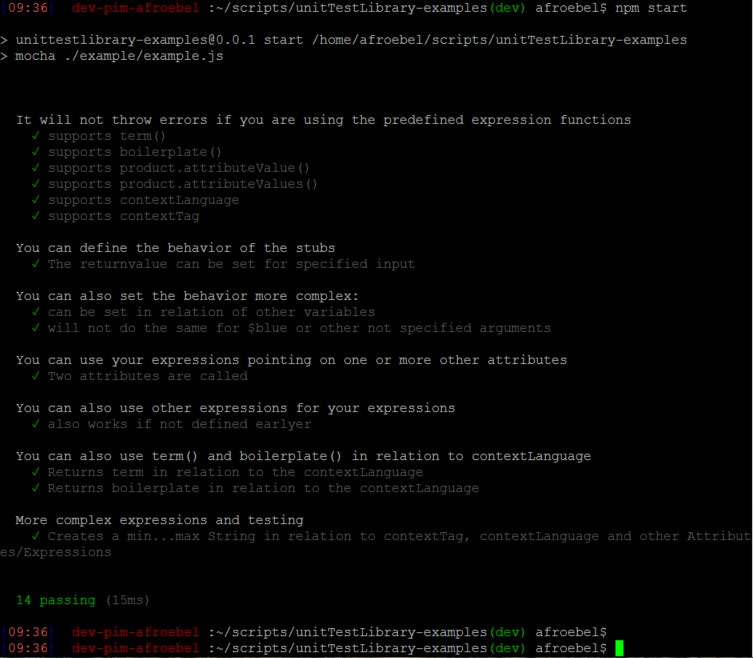 [09:36] dev-pim-afroebel :~/scripts/unitTestLibrary-examples(dev) afroebel$ npm start
> unittestlibrary-examples@0.0.1 start /home/afroebel/scripts/unitTestLibrary-examples
> mocha ./example/example.js
It will not throw errors if you are using the predefined expression functions
✓ supports term()
✓ supports boilerplate()
✓ supports product.attributeValue()
✓ supports product.attributeValues()
✓ supports contextLanguage
✓ supports contextTag
You can define the behavior of the stubs
✓ The returnvalue can be set for specified input
You can also set the behavior more complex:
✓ can be set in relation of other variables
✓ will not do the same for $blue or other not specified arguments
You can use your expressions pointing on one or more other attributes
✓ Two attributes are called
You can also use other expressions for your expressions
✓ also works if not defined earlyer
You can also use term() and boilerplate() in relation to contextLanguage
✓ Returns term in relation to the contextLanguage
✓ Returns boilerplate in relation to the contextLanguage
More complex expressions and testing
✓ Creates a min...max String in relation to contextTag, contextLanguage and other Attribut
es/Expressions
14 passing (15ms)
[09:36] dev-pim-afroebel :~/scripts/unitTestLibrary-examples(dev) afroebel$
[09:36] dev-pim-afroebel :~/scripts/unitTestLibrary-examples(dev) afroebel$